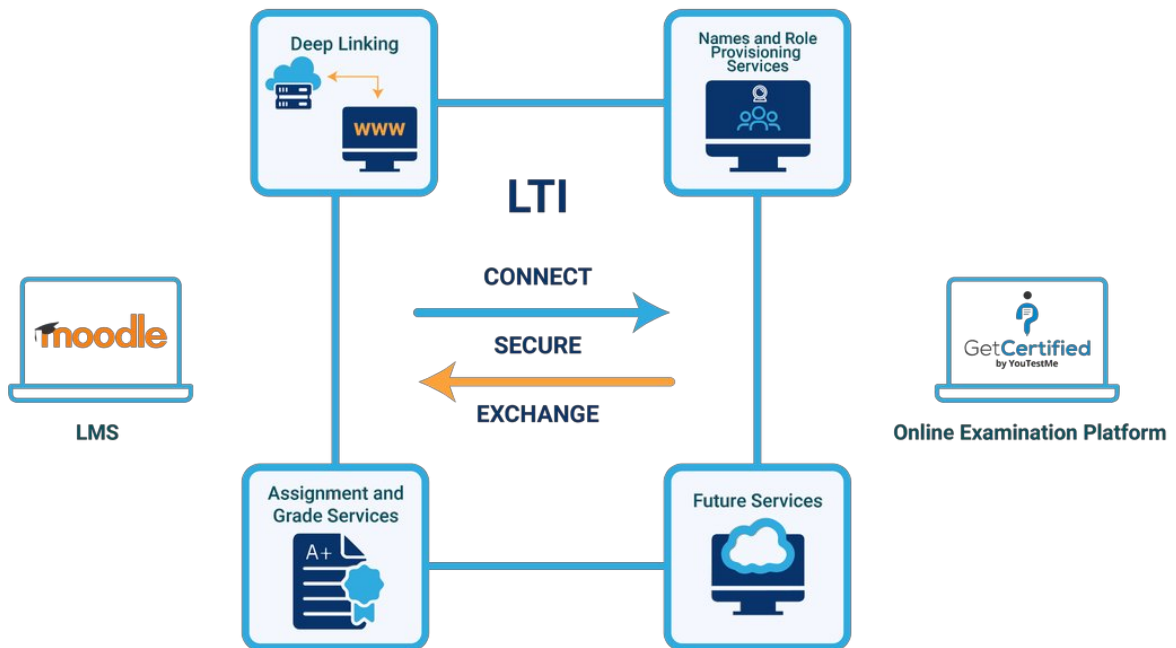 Deep Linking
WWW
Names and Role
Provisioning
Services
LTI
CONNECT
SECURE
EXCHANGE
moodle
LMS
GetCertified
by YouTestMe
Online Examination Platform
Assignment and
Grade Services
A+
Future Services